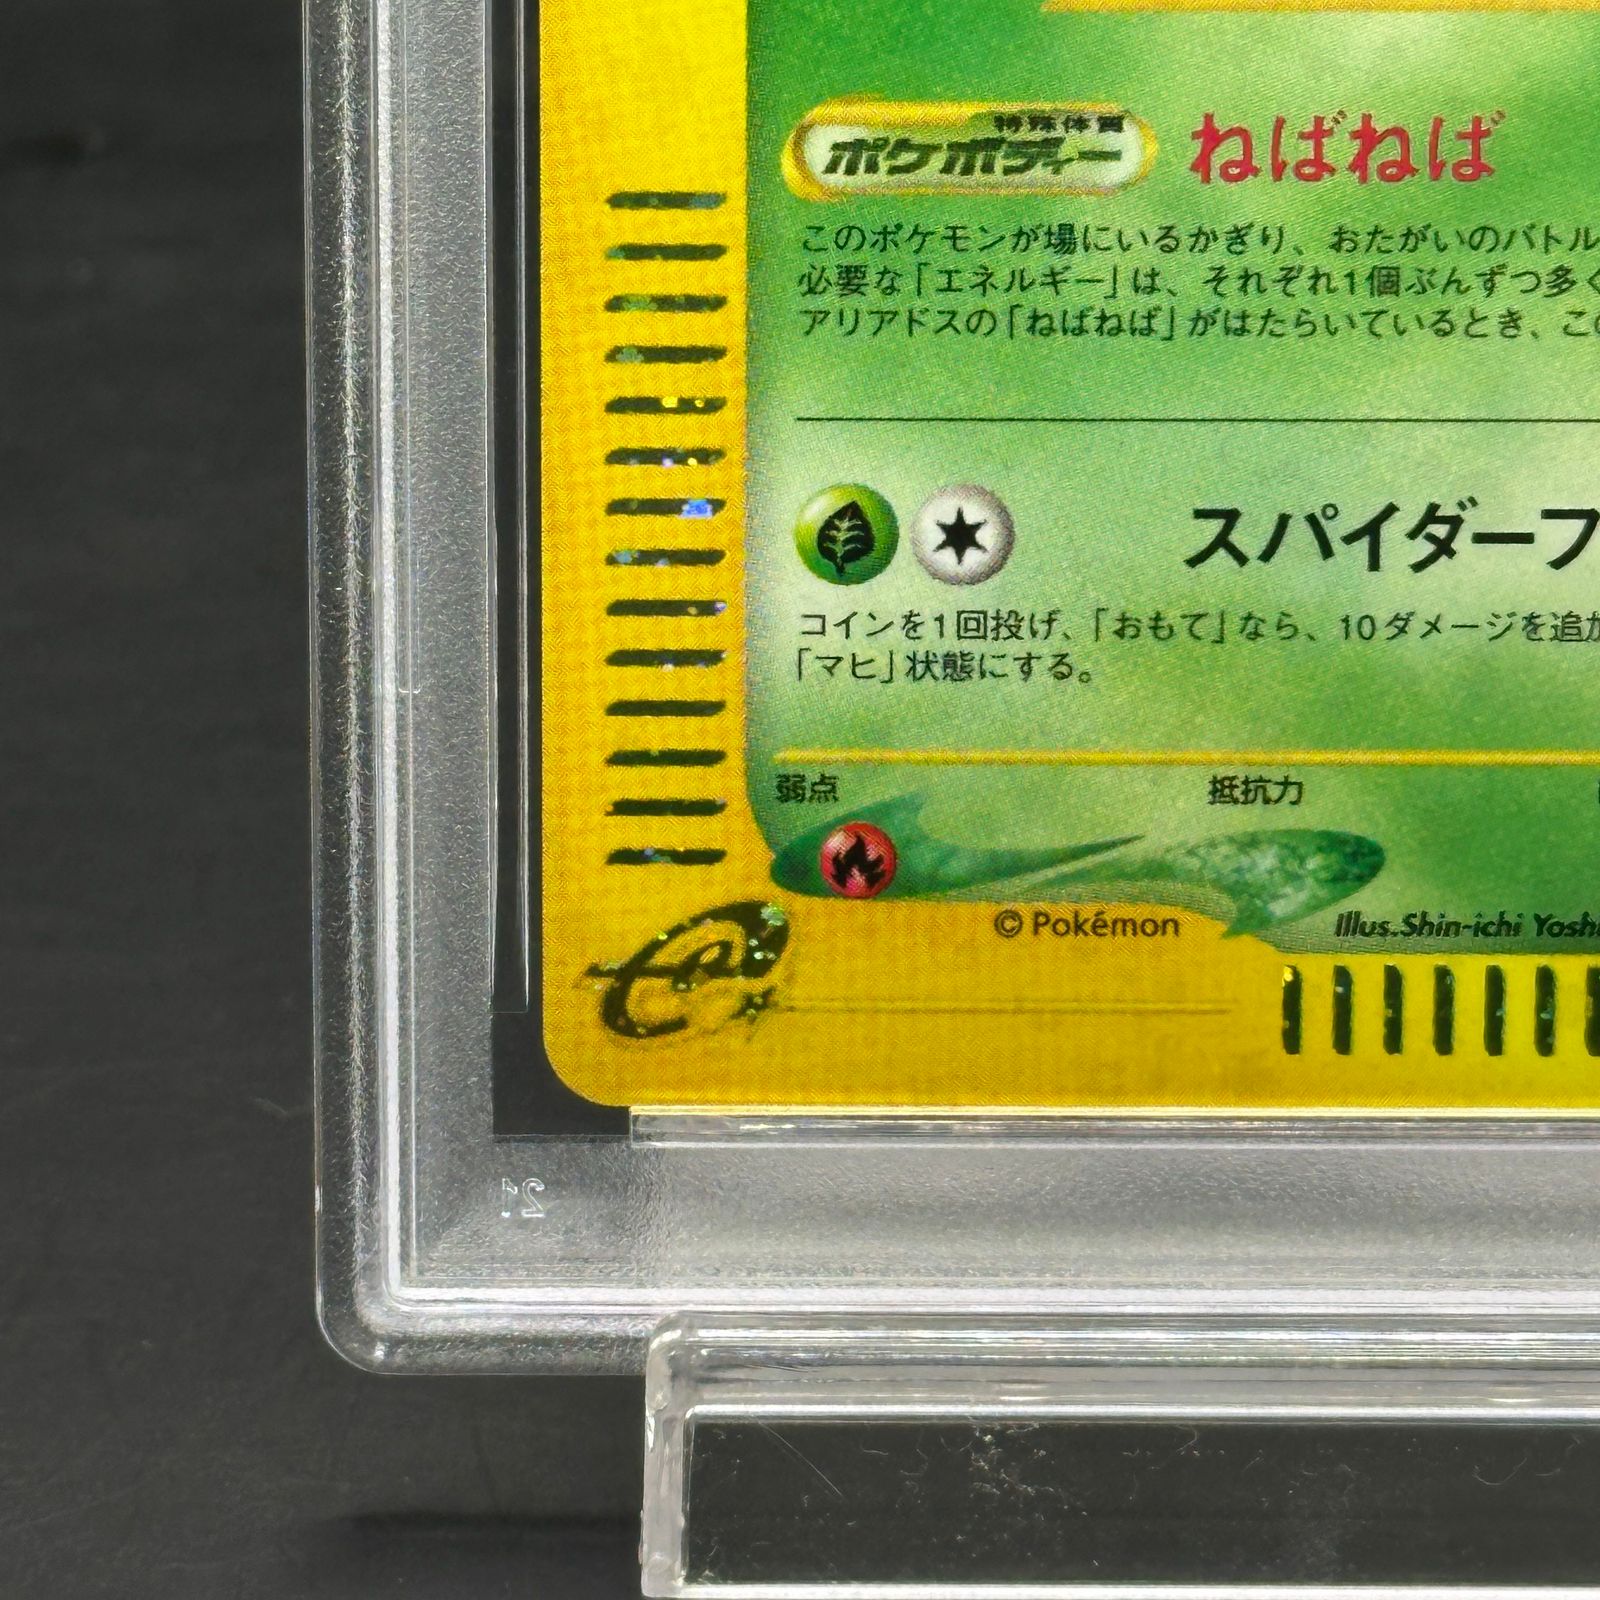 特殊体質
ポケボディー
ねばねば
このポケモンが場にいるかぎり、おたがいのバトル
必要な「エネルギー」は、それぞれ1個ぶんずつ多く
アリアドスの「ねばねば」がはたらいているとき、この
スパイダーフ
コインを1回投げ、「おもて」なら、10ダメージを追加
「マヒ」状態にする。
弱点 抵抗力
© Pokémon Illus.Shin-ichi Yoshi
e
21